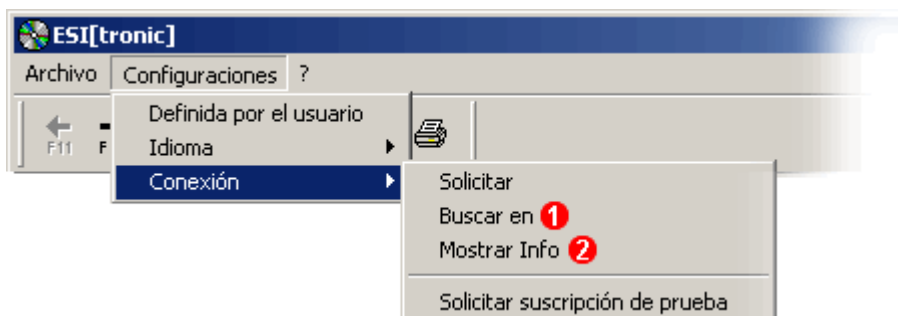 ESI[tronic]
Archivo Configuraciones ?
Definida por el usuario
F11 F
Idioma
Conexión
Solicitar
Buscar en 1
Mostrar Info 2
Solicitar suscripción de prueba